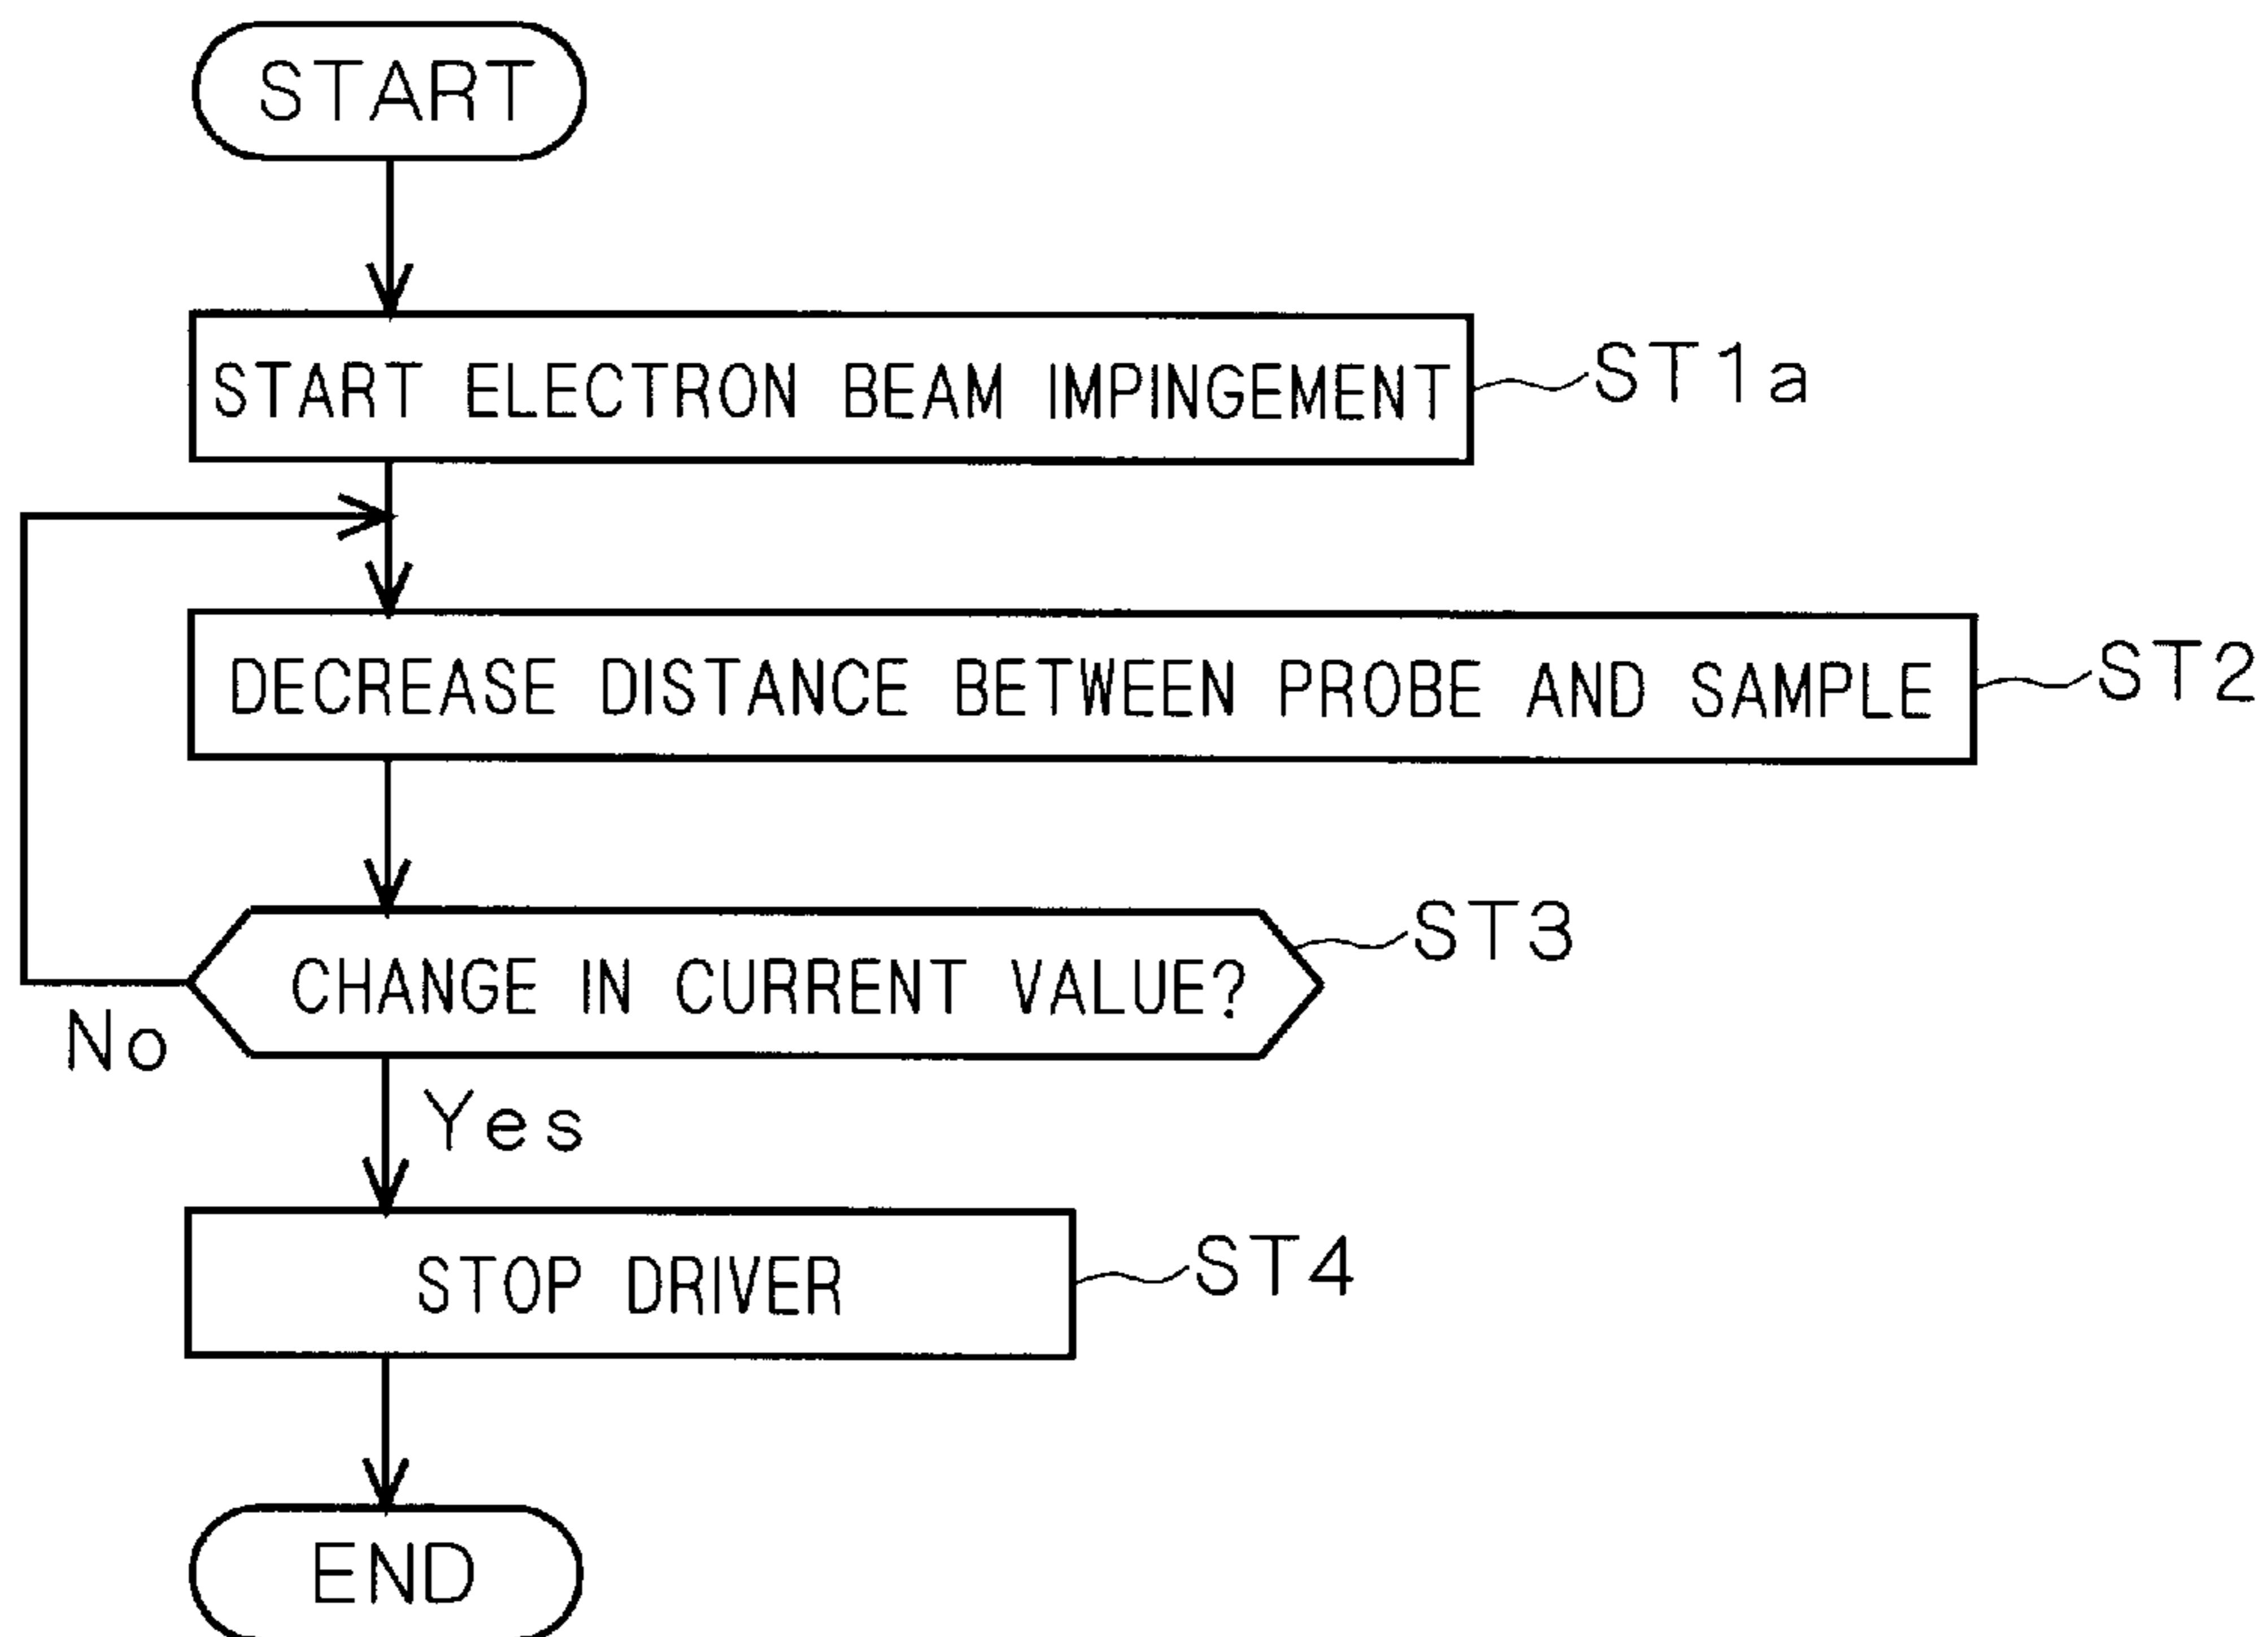 START
START ELECTRON BEAM IMPINGEMENT
ST1a
DECREASE DISTANCE BETWEEN PROBE AND SAMPLE
ST2
CHANGE IN CURRENT VALUE?
ST3
No
Yes
STOP DRIVER
ST4
END